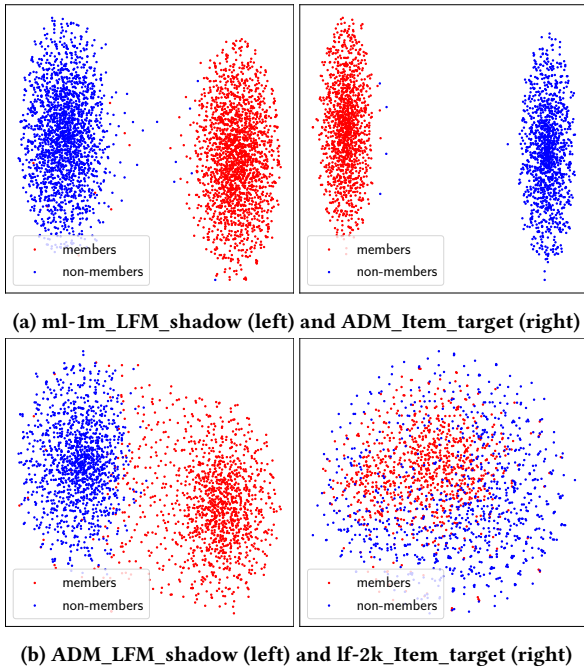 members
non-members
members
non-members
(a) ml-1m_LFM_shadow (left) and ADM_Item_target (right)
members
non-members
members
non-members
(b) ADM_LFM_shadow (left) and lf-2k_Item_target (right)